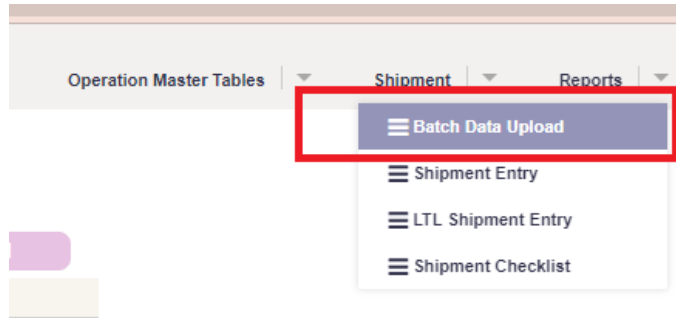 Operation Master Tables Shipment Reports
Batch Data Upload
Shipment Entry
LTL Shipment Entry
Shipment Checklist